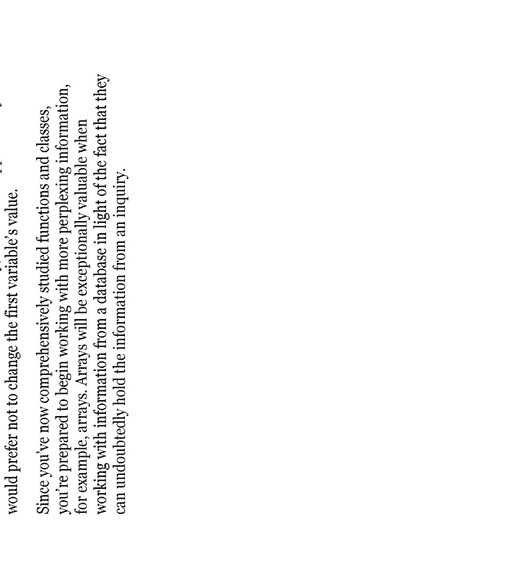 would prefer not to change the first variable's value.
Since you've now comprehensively studied functions and classes,
you're prepared to begin working with more perplexing information,
for example, arrays. Arrays will be exceptionally valuable when
working with information from a database in light of the fact that they
can undoubtedly hold the information from an inquiry.